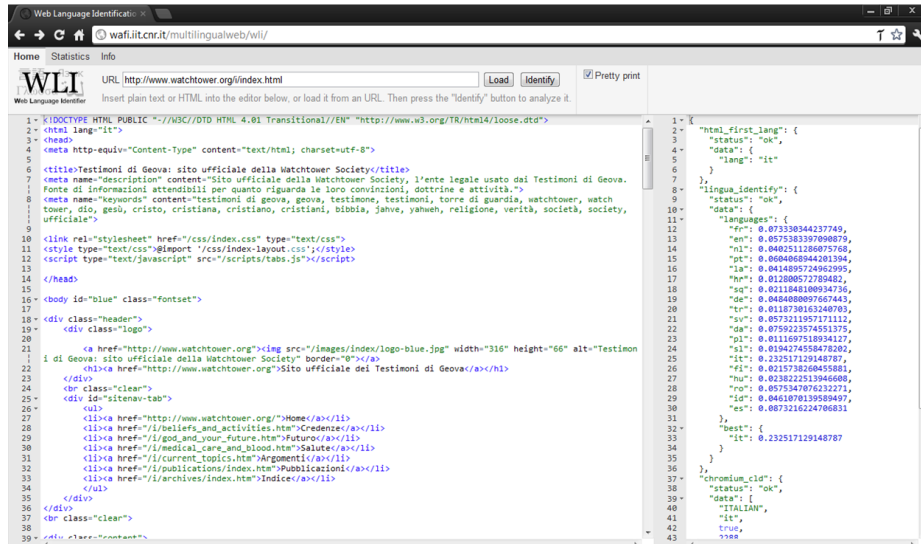 Web Language Identificatio
wafi.iit.cnr.it/multilingualweb/wli/
Home Statistics Info
WLI
Web Language Identifier
URL http://www.watchtower.org/i/index.html Load Identify
Pretty print
Insert plain text or HTML into the editor below, or load it from an URL. Then press the "Identify" button to analyze it.
1 <!DOCTYPE HTML PUBLIC "-//W3C//DTD HTML 4.01 Transitional//EN" "http://www.w3.org/TR/html4/loose.dtd">
2 <html lang="it">
3 <head>
4 <meta http-equiv="Content-Type" content="text/html; charset=utf-8">
5
6 <title>Testimoni di Geova: sito ufficiale della Watchtower Society</title>
7 <meta name="description" content="Sito ufficiale della Watchtower Society, l'ente legale usato dai Testimoni di Geova.
Fonte di informazioni attendibili per quanto riguarda le loro convinzioni, dottrine e attività.">
8 <meta name="keywords" content="testimoni di geova, geova, testimone, testimoni, torre di guardia, watchtower, watch
tower, dio, gesù, cristo, cristiana, cristiano, cristiani, bibbia, jahve, yahweh, religione, verità, società, society,
ufficiale">
9
10 <link rel="stylesheet" href="/css/index.css" type="text/css">
11 <style type="text/css">@import '/css/index-layout.css';</style>
12 <script type="text/javascript" src="/scripts/tabs.js"></script>
13
14 </head>
15
16 <body id="blue" class="fontset">
17
18 <div class="header">
19 <div class="logo">
20
21 <a href="http://www.watchtower.org"><img src="/images/index/logo-blue.jpg" width="316" height="66" alt="Testimon
i di Geova: sito ufficiale della Watchtower Society" border="0"></a>
22 <h1><a href="http://www.watchtower.org">Sito ufficiale dei Testimoni di Geova</a></h1>
23 </div>
24 <br class="clear">
25 <div id="sitenav-tab">
26 <ul>
27 <li><a href="http://www.watchtower.org/">Home</a></li>
28 <li><a href="/i/beliefs_and_activities.htm">Credenze</a></li>
29 <li><a href="/i/god_and_your_future.htm">Futuro</a></li>
30 <li><a href="/i/medical_care_and_blood.htm">Salute</a></li>
31 <li><a href="/i/current_topics.htm">Argomenti</a></li>
32 <li><a href="/i/publications/index.htm">Pubblicazioni</a></li>
33 <li><a href="/i/archives/index.htm">Indice</a></li>
34 </ul>
35 </div>
36 </div>
37 <br class="clear">
38
39 <div class="content">
1 {
2 "html_first_lang": {
3 "status": "ok",
4 "data": {
5 "lang": "it"
6 }
7 },
8 "lingua_identify": {
9 "status": "ok",
10 "data": {
11 "languages": {
12 "fr": 0.073330344237749,
13 "en": 0.0575383397090879,
14 "nl": 0.0402511286075768,
15 "pt": 0.0604068944201394,
16 "la": 0.0414895724962995,
17 "hr": 0.012800572789482,
18 "sq": 0.0211848100934736,
19 "de": 0.0484080097667443,
20 "tr": 0.0118730163240703,
21 "sv": 0.0573211957171112,
22 "da": 0.0759223574551375,
23 "pl": 0.0111697518934127,
24 "sl": 0.0194274558478202,
25 "it": 0.232517129148787,
26 "fi": 0.0215738260455881,
27 "hu": 0.0238222513946608,
28 "ro": 0.0575347076232271,
29 "id": 0.0461070139589497,
30 "es": 0.0873216224706831
31 },
32 "best": {
33 "it": 0.232517129148787
34 }
35 }
36 },
37 "chromium_cld": {
38 "status": "ok",
39 "data": [
40 "ITALIAN",
41 "it",
42 true,
43 2288